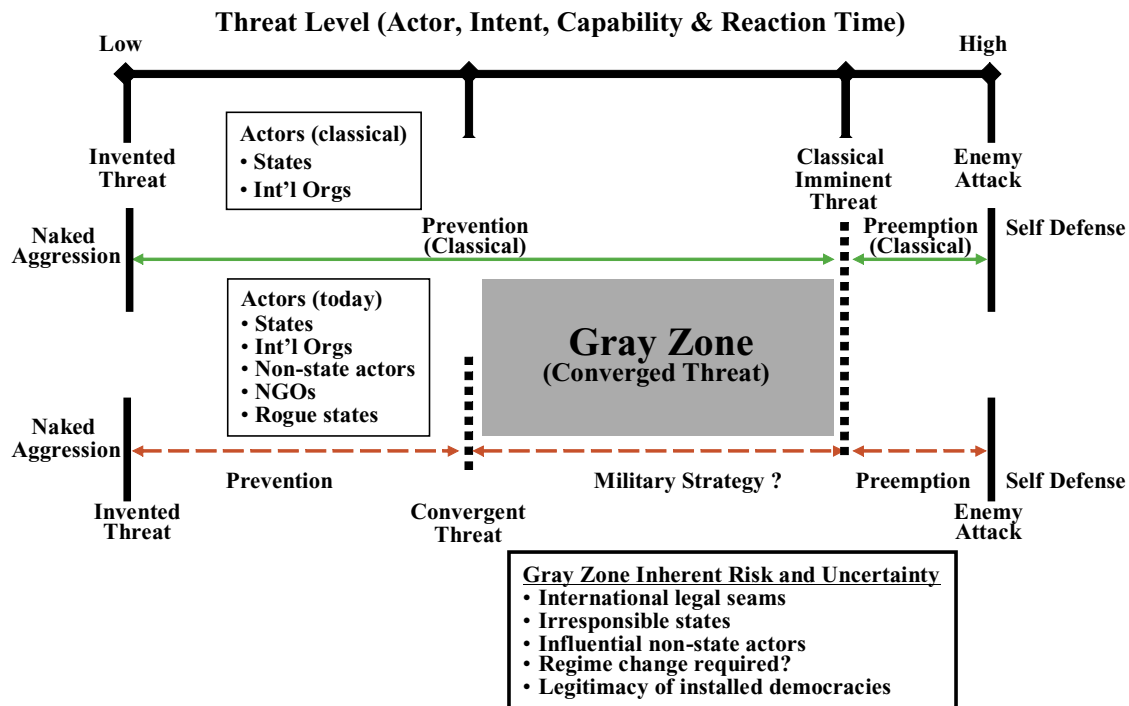 Threat Level (Actor, Intent, Capability & Reaction Time)
Low
High
Actors (classical)
• States
• Int’l Orgs
Invented
Threat
Classical
Imminent
Threat
Enemy
Attack
Naked
Aggression
Prevention
(Classical)
Preemption
(Classical)
Self Defense
Actors (today)
• States
• Int’l Orgs
• Non-state actors
• NGOs
• Rogue states
Gray Zone
(Converged Threat)
Naked
Aggression
Prevention
Military Strategy ?
Preemption
Self Defense
Invented
Threat
Convergent
Threat
Enemy
Attack
Gray Zone Inherent Risk and Uncertainty
• International legal seams
• Irresponsible states
• Influential non-state actors
• Regime change required?
• Legitimacy of installed democracies